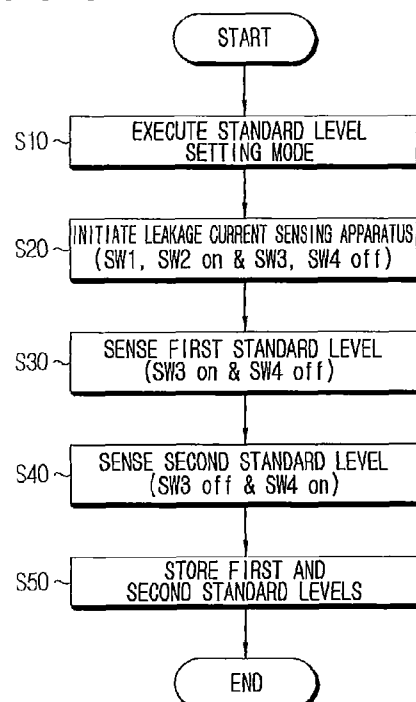 START
S10 EXECUTE STANDARD LEVEL
SETTING MODE
S20 INITIATE LEAKAGE CURRENT SENSING APPARATUS
(SW1, SW2 on & SW3, SW4 off)
S30 SENSE FIRST STANDARD LEVEL
(SW3 on & SW4 off)
S40 SENSE SECOND STANDARD LEVEL
(SW3 off & SW4 on)
S50 STORE FIRST AND
SECOND STANDARD LEVELS
END